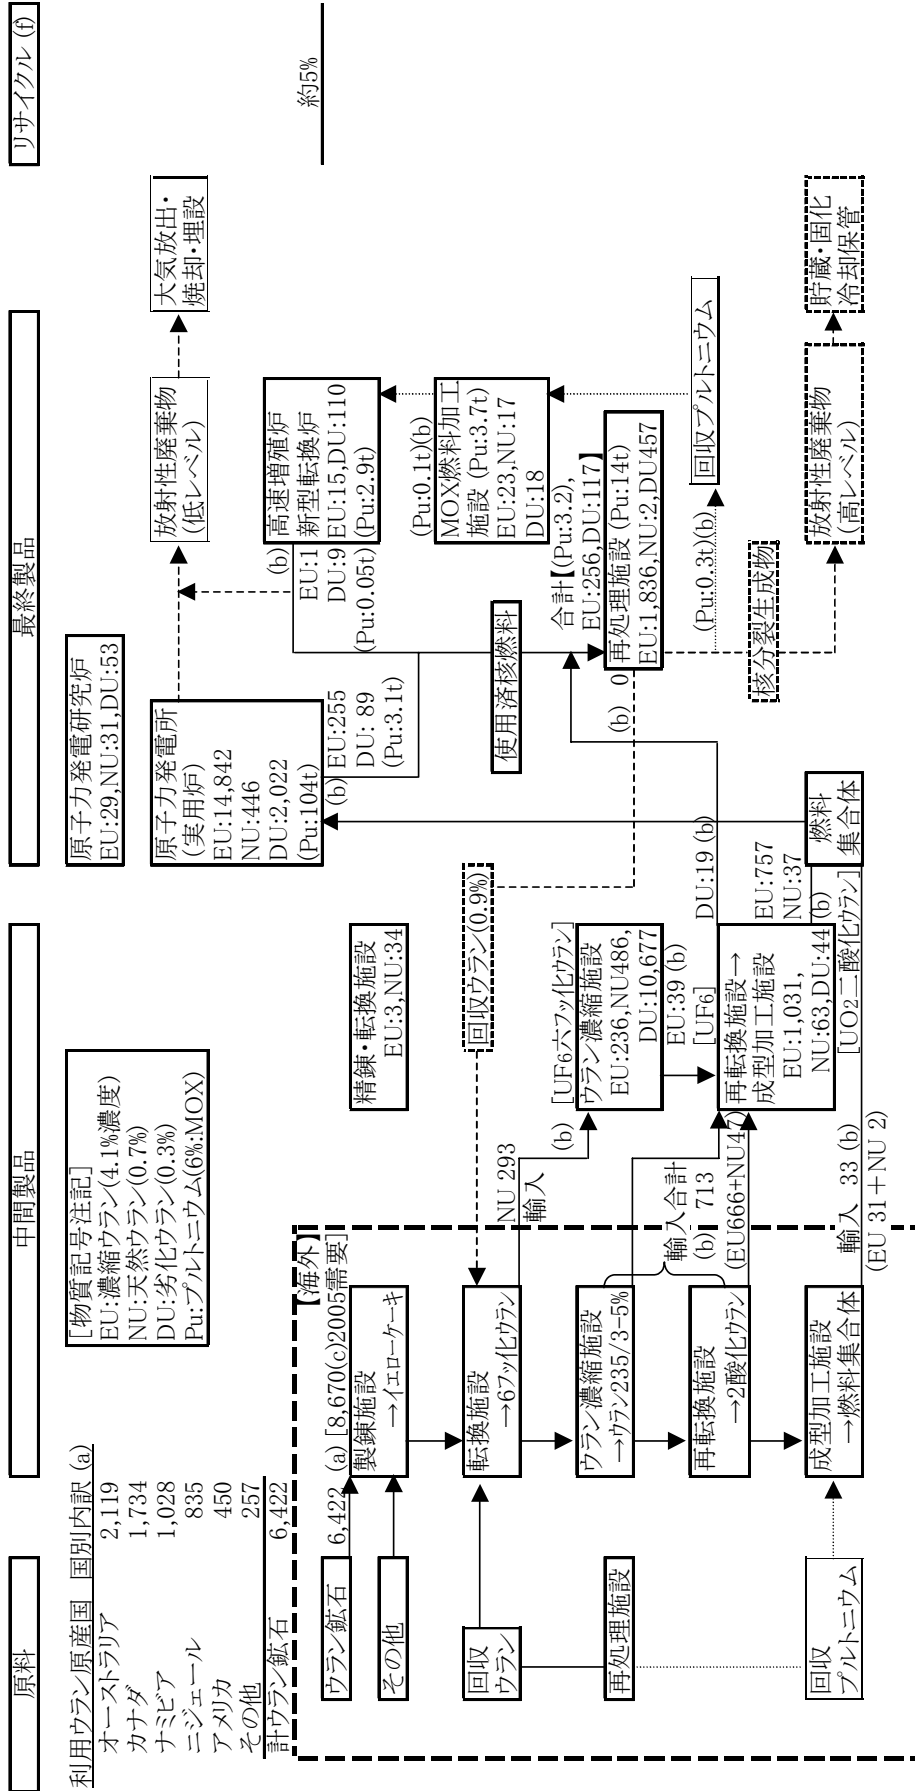 原料
中間製品
最終製品
リサイクル (f)
利用ウラン原産国 国別内訳 (a)
オーストラリア 2,119
カナダ 1,734
ナミビア 1,028
ニジェール 835
アメリカ 450
その他 257
計ウラン鉱石 6,422
[物質記号注記]
EU:濃縮ウラン(4.1%濃度)
NU:天然ウラン(0.7%)
DU:劣化ウラン(0.3%)
Pu:プルトニウム(6%:MOX)
原子力発電研究炉
EU:29,NU:31,DU:53
原子力発電所
(実用炉)
EU:14,842
NU:446
DU:2,022
(Pu:104t)
放射性廃棄物
(低レベル)
大気放出・
焼却・埋設
【海外】
ウラン鉱石
6,422 (a) [8,670(c)2005需要]
製錬施設
→イエローケーキ
その他
精錬・転換施設
EU:3,NU:34
(b)
EU:255
DU: 89
(Pu:3.1t)
(b)
EU:1
DU:9
(Pu:0.05t)
高速増殖炉
新型転換炉
EU:15,DU:110
(Pu:2.9t)
約5%
(Pu:0.1t)(b)
MOX燃料加工
施設 (Pu:3.7t)
EU:23,NU:17
DU:18
回収
ウラン
転換施設
→6フッ化ウラン
回収ウラン(0.9%)
使用済核燃料
NU 293
輸入
(b)
[UF6六フッ化ウラン]
ウラン濃縮施設
EU:236,NU486,
DU:10,677
EU:39 (b)
[UF6]
合計【(Pu:3.2),
EU:256,DU:117】
(b) 0
再処理施設 (Pu:14t)
EU:1,836,NU:2,DU457
再処理施設
ウラン濃縮施設
→ウラン235/3-5%
輸入合計
(b) 713
(EU666+NU47)
再転換施設
→2酸化ウラン
DU:19 (b)
再転換施設→
成型加工施設
EU:1,031,
NU:63,DU:44
EU:757
NU:37
(b)
[UO2二酸化ウラン]
(Pu:0.3t)(b)
回収プルトニウム
核分裂生成物
回収
プルトニウム
成型加工施設
→燃料集合体
輸入 33 (b)
(EU 31+NU 2)
燃料
集合体
放射性廃棄物
(高レベル)
貯蔵・固化
冷却保管